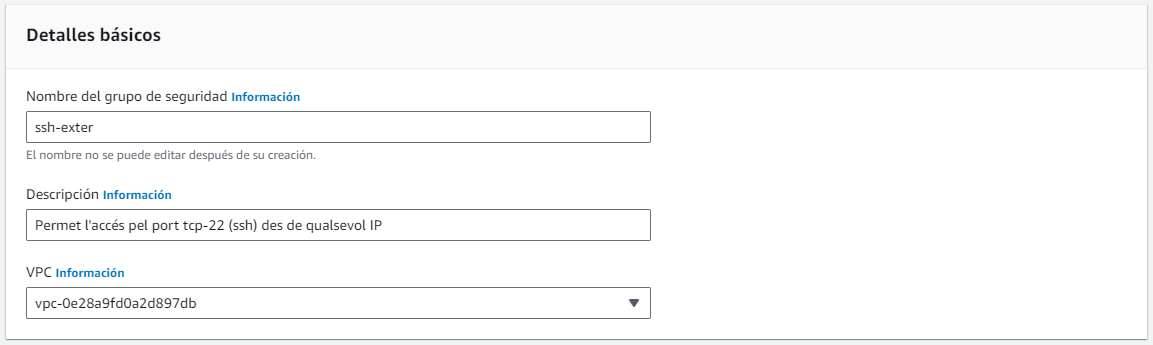 Detalles básicos
Nombre del grupo de seguridad Información
ssh-exter
El nombre no se puede editar después de su creación.
Descripción Información
Permet l'accés pel port tcp-22 (ssh) des de qualsevol IP
VPC Información
vpc-0e28a9fd0a2d897db